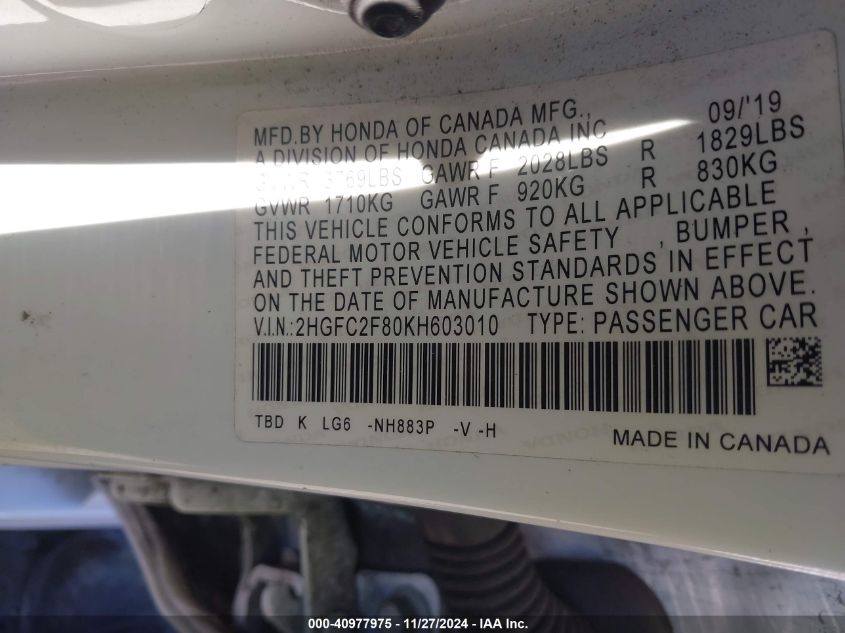 MFD.BY HONDA OF CANADA MFG., 09/'19
A DIVISION OF HONDA CANADA INC
GVWR 3769LBS GAWR F 2028LBS R 1829LBS
GVWR 1710KG GAWR F 920KG R 830KG
THIS VEHICLE CONFORMS TO ALL APPLICABLE
FEDERAL MOTOR VEHICLE SAFETY , BUMPER ,
AND THEFT PREVENTION STANDARDS IN EFFECT
ON THE DATE OF MANUFACTURE SHOWN ABOVE.
V.I.N.:2HGFC2F80KH603010 TYPE: PASSENGER CAR
TBD K LG6 -NH883P -V -H
MADE IN CANADA
000-40977975 - 11/27/2024 - IAA Inc.